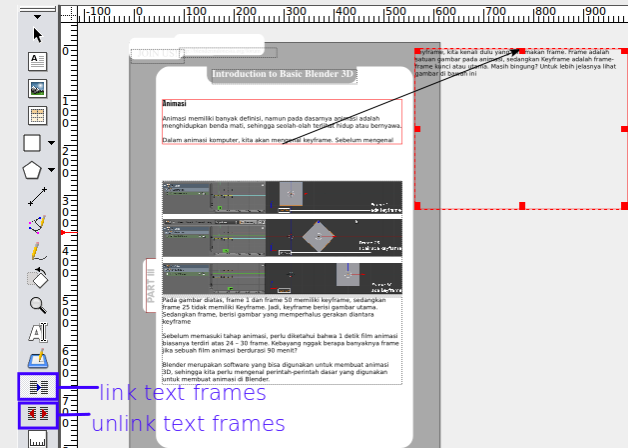 -100 0 100 200 300 400 500 600 700 800 900
0
100
200
300
400
500
600
700
Introduction to Basic Blender 3D
Animasi
Animasi memiliki banyak definisi, namun pada dasarnya animasi adalah
menghidupkan benda mati, sehingga seolah-olah terlihat hidup atau bernyawa.
Dalam animasi komputer, kita akan mengenal keyframe. Sebelum mengenal
keyframe, kita kenali dulu yang dinamakan frame. Frame adalah
satuan gambar pada animasi, sedangkan Keyframe adalah frame-
frame kunci atau utama. Masih bingung? Untuk lebih jelasnya lihat
gambar di bawah ini
PART III
Pada gambar diatas, frame 1 dan frame 50 memiliki keyframe, sedangkan
frame 25 tidak memiliki Keyframe. Jadi, keyframe berisi gambar utama.
Sedangkan frame, berisi gambar yang memperhalus gerakan diantara
keyframe
Sebelum memasuki tahap animasi, perlu diketahui bahwa 1 detik film animasi
biasanya terdiri atas 24 – 30 frame. Kebayang nggak berapa banyaknya frame
jika sebuah film animasi berdurasi 90 menit?
Blender merupakan software yang bisa digunakan untuk membuat animasi
3D, sehingga kita perlu mengenal perintah-perintah dasar yang digunakan
untuk membuat animasi di Blender.
link text frames
unlink text frames